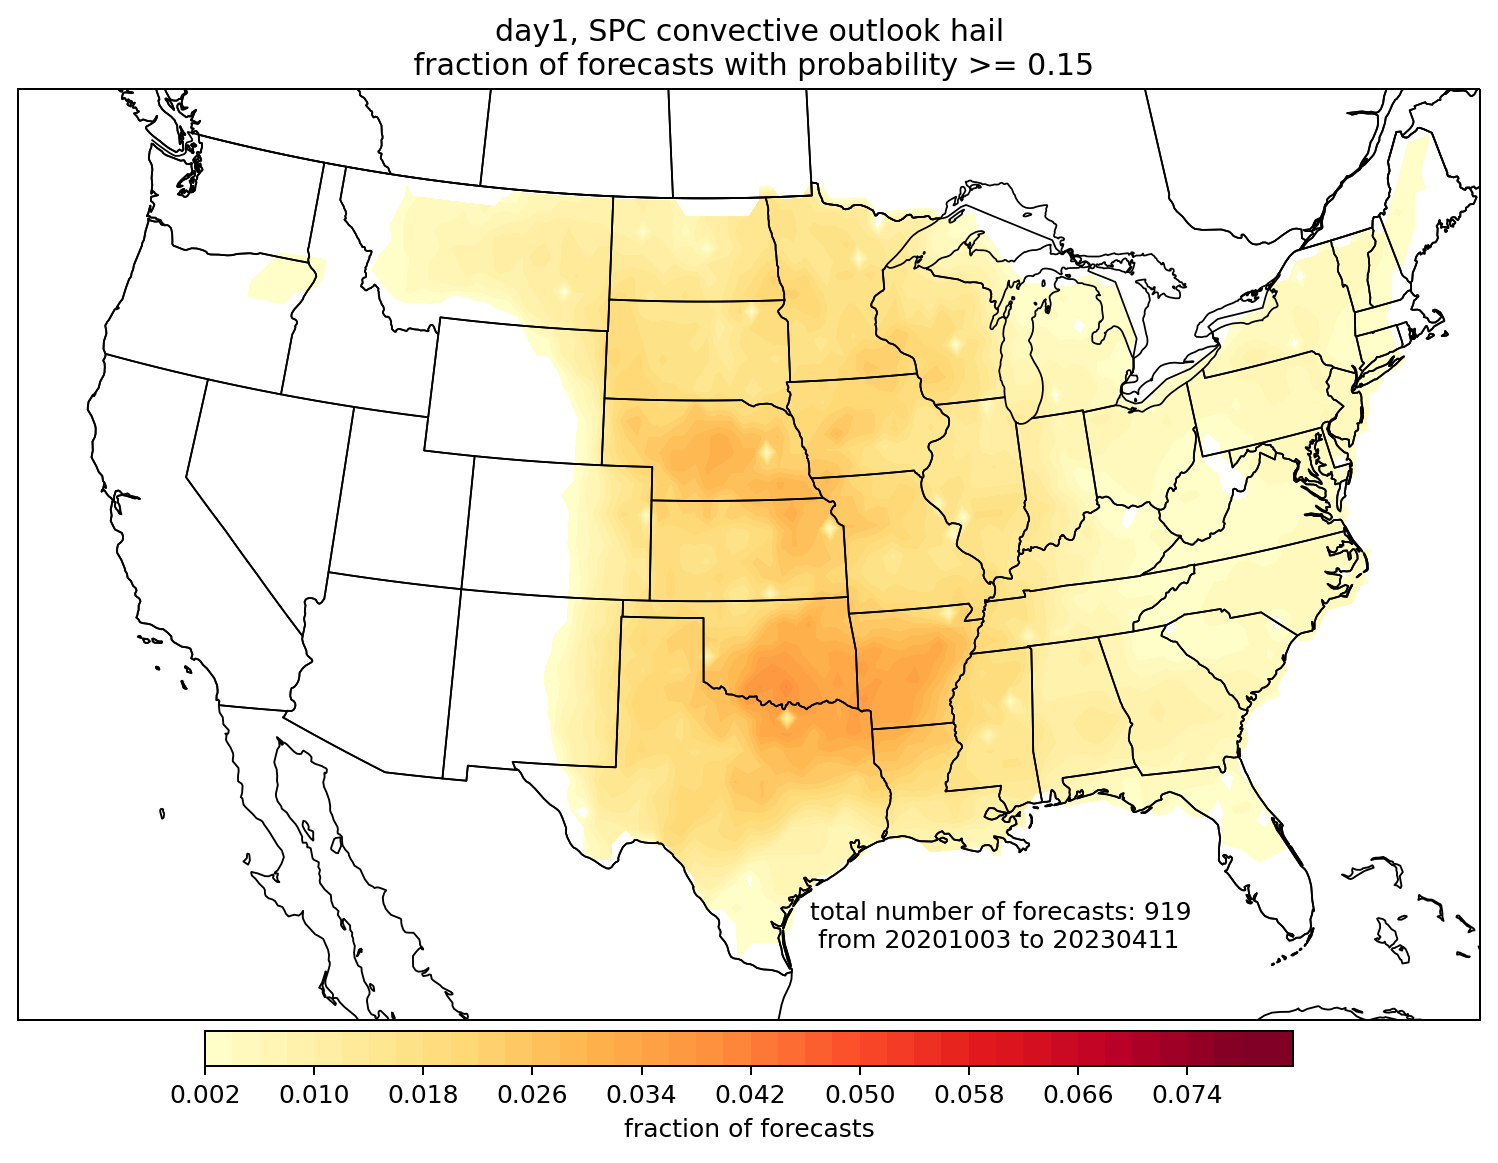 day1, SPC convective outlook hail
fraction of forecasts with probability >= 0.15
total number of forecasts: 919
from 20201003 to 20230411
0.002 0.010 0.018 0.026 0.034 0.042 0.050 0.058 0.066 0.074
fraction of forecasts